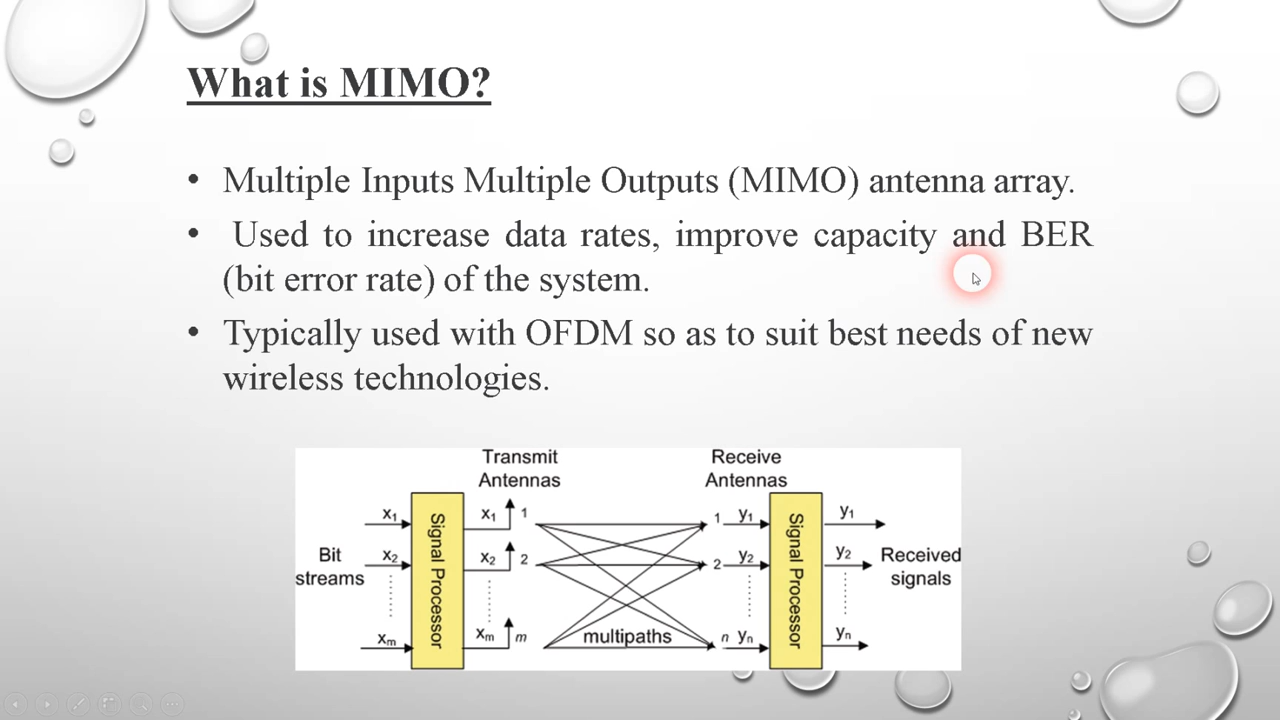 What is MIMO?
• Multiple Inputs Multiple Outputs (MIMO) antenna array.
• Used to increase data rates, improve capacity and BER
(bit error rate) of the system.
• Typically used with OFDM so as to suit best needs of new
wireless technologies.
Transmit
Antennas
Receive
Antennas
Bit
streams
x1
x2
xm
Signal Processor
x1
x2
xm
1
2
m
multipaths
1
2
n
y1
y2
yn
Signal Processor
y1
y2
yn
Received
signals